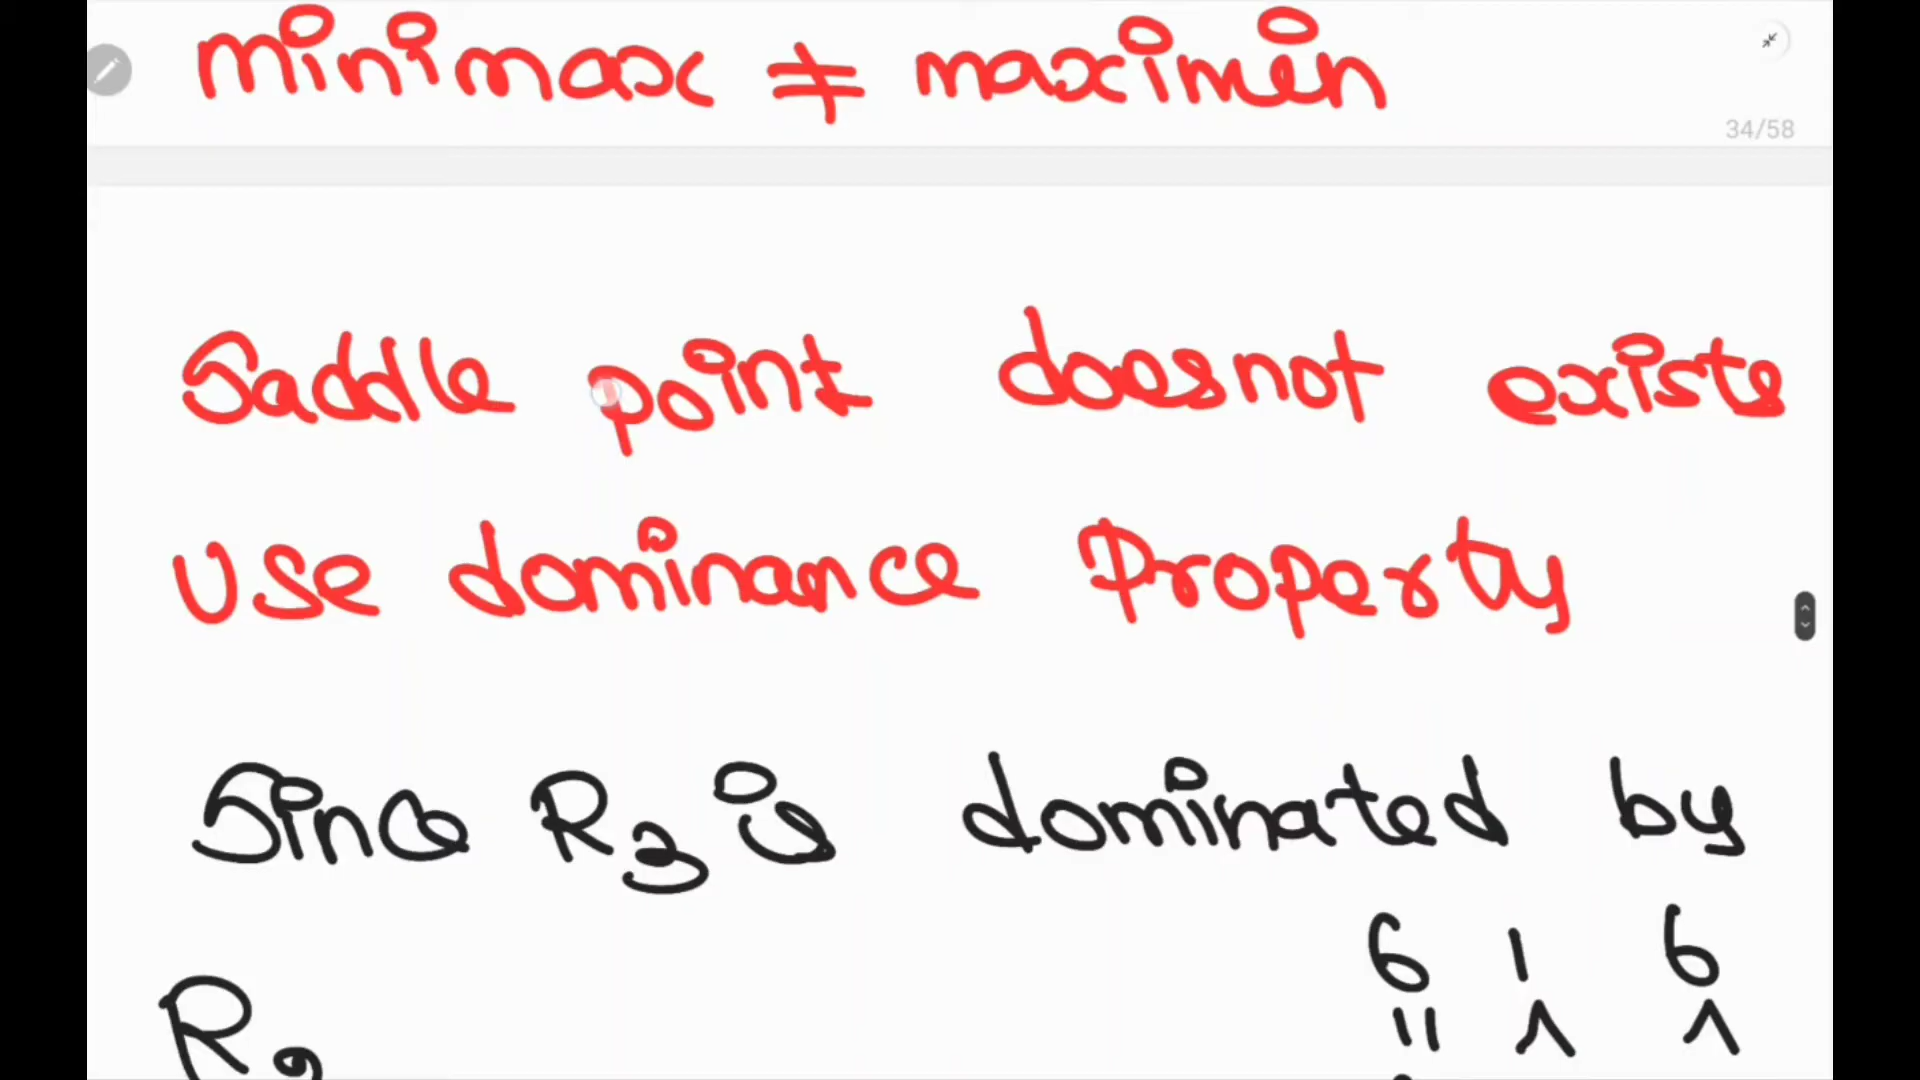 minimax ≠ maximin
34/58
Saddle point doesnot exists
Use dominance Property
Since R3 is dominated by
6 1 6
R